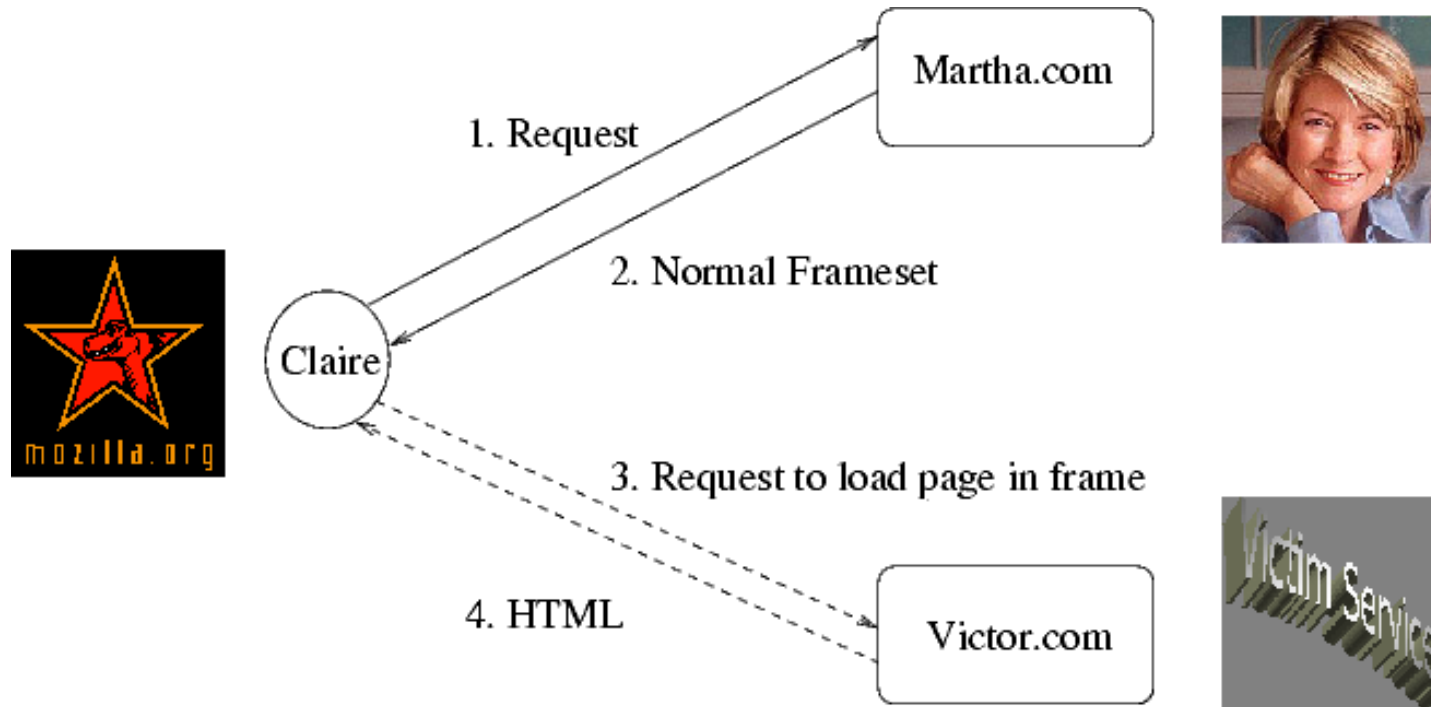 Martha.com
1. Request
2. Normal Frameset
Claire
mozilla.org
3. Request to load page in frame
4. HTML
Victor.com
Victim Service